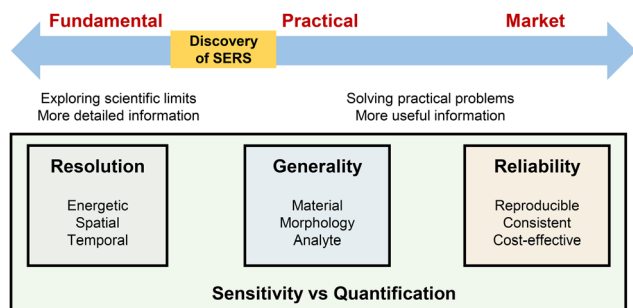 Fundamental
Practical
Market
Discovery
of SERS
Exploring scientific limits
More detailed information
Solving practical problems
More useful information
Resolution
Energetic
Spatial
Temporal
Generality
Material
Morphology
Analyte
Reliability
Reproducible
Consistent
Cost-effective
Sensitivity vs Quantification